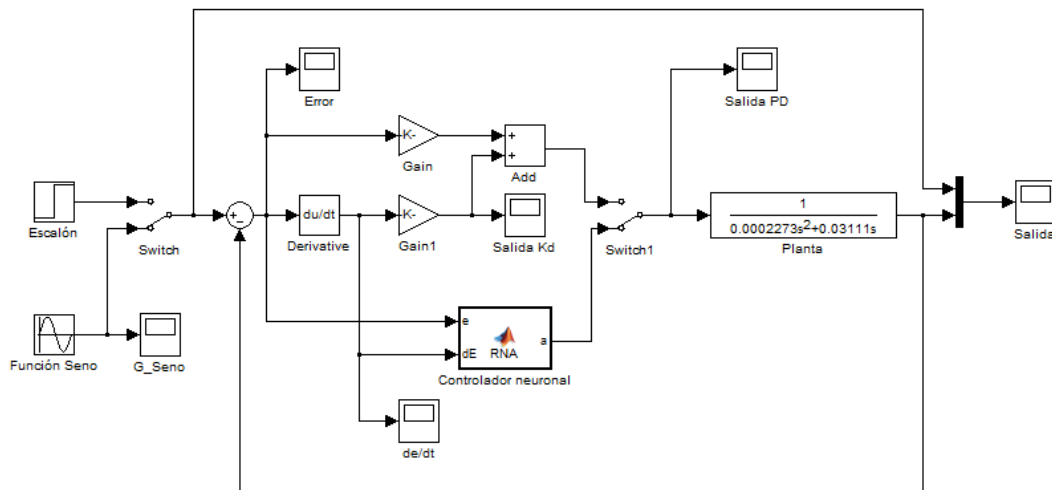 Error
Salida PD
K-
Gain
+
+
Add
Escalón
Switch
+
−
du/dt
Derivative
K-
Gain1
Salida Kd
Switch1
1
0.0002273s²+0.03111s
Planta
Salida
Función Seno
G_Seno
e
dE
RNA
a
Controlador neuronal
de/dt